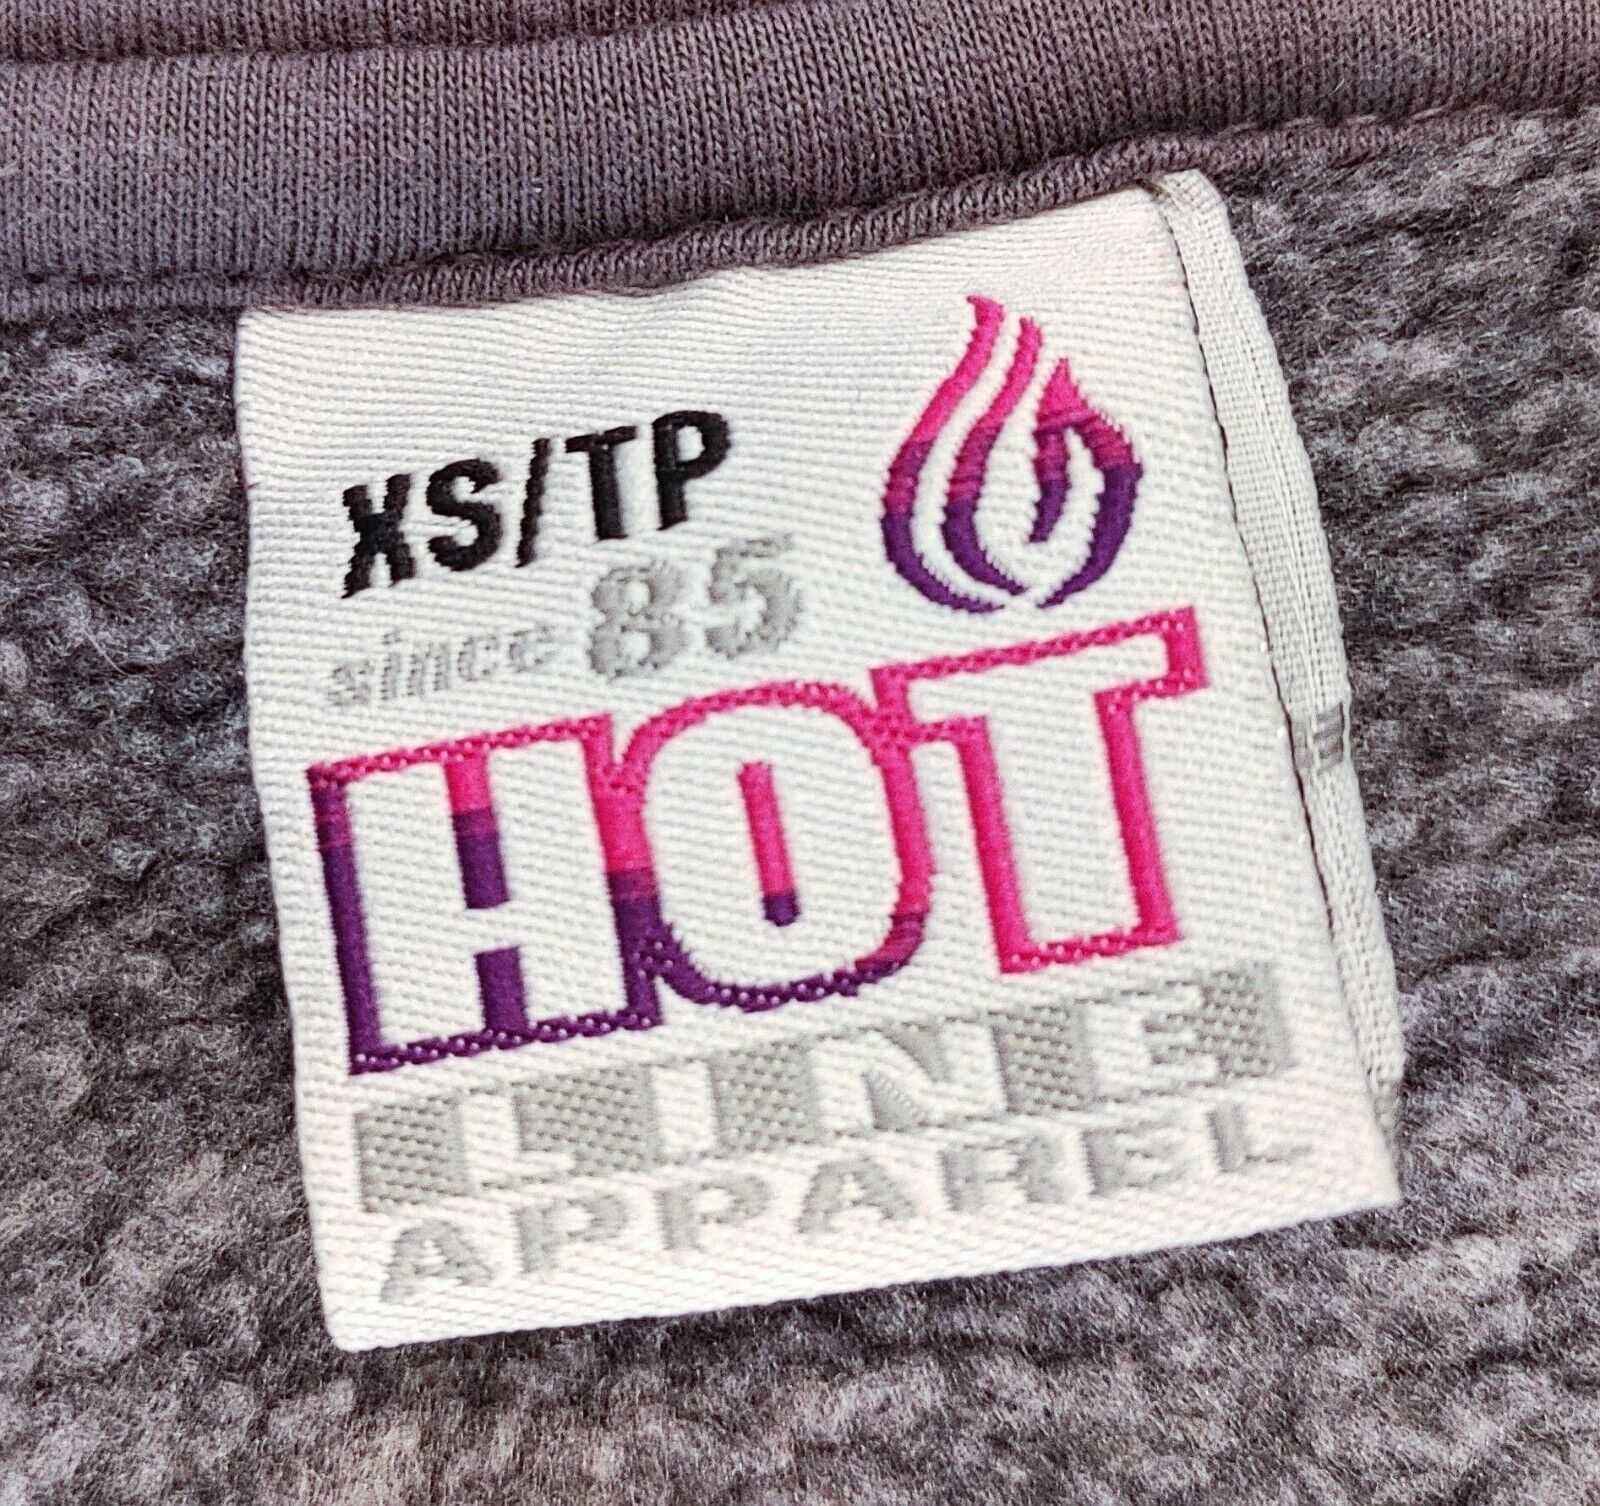 XS/TP
since 85
HOT
LINE
APPAREL